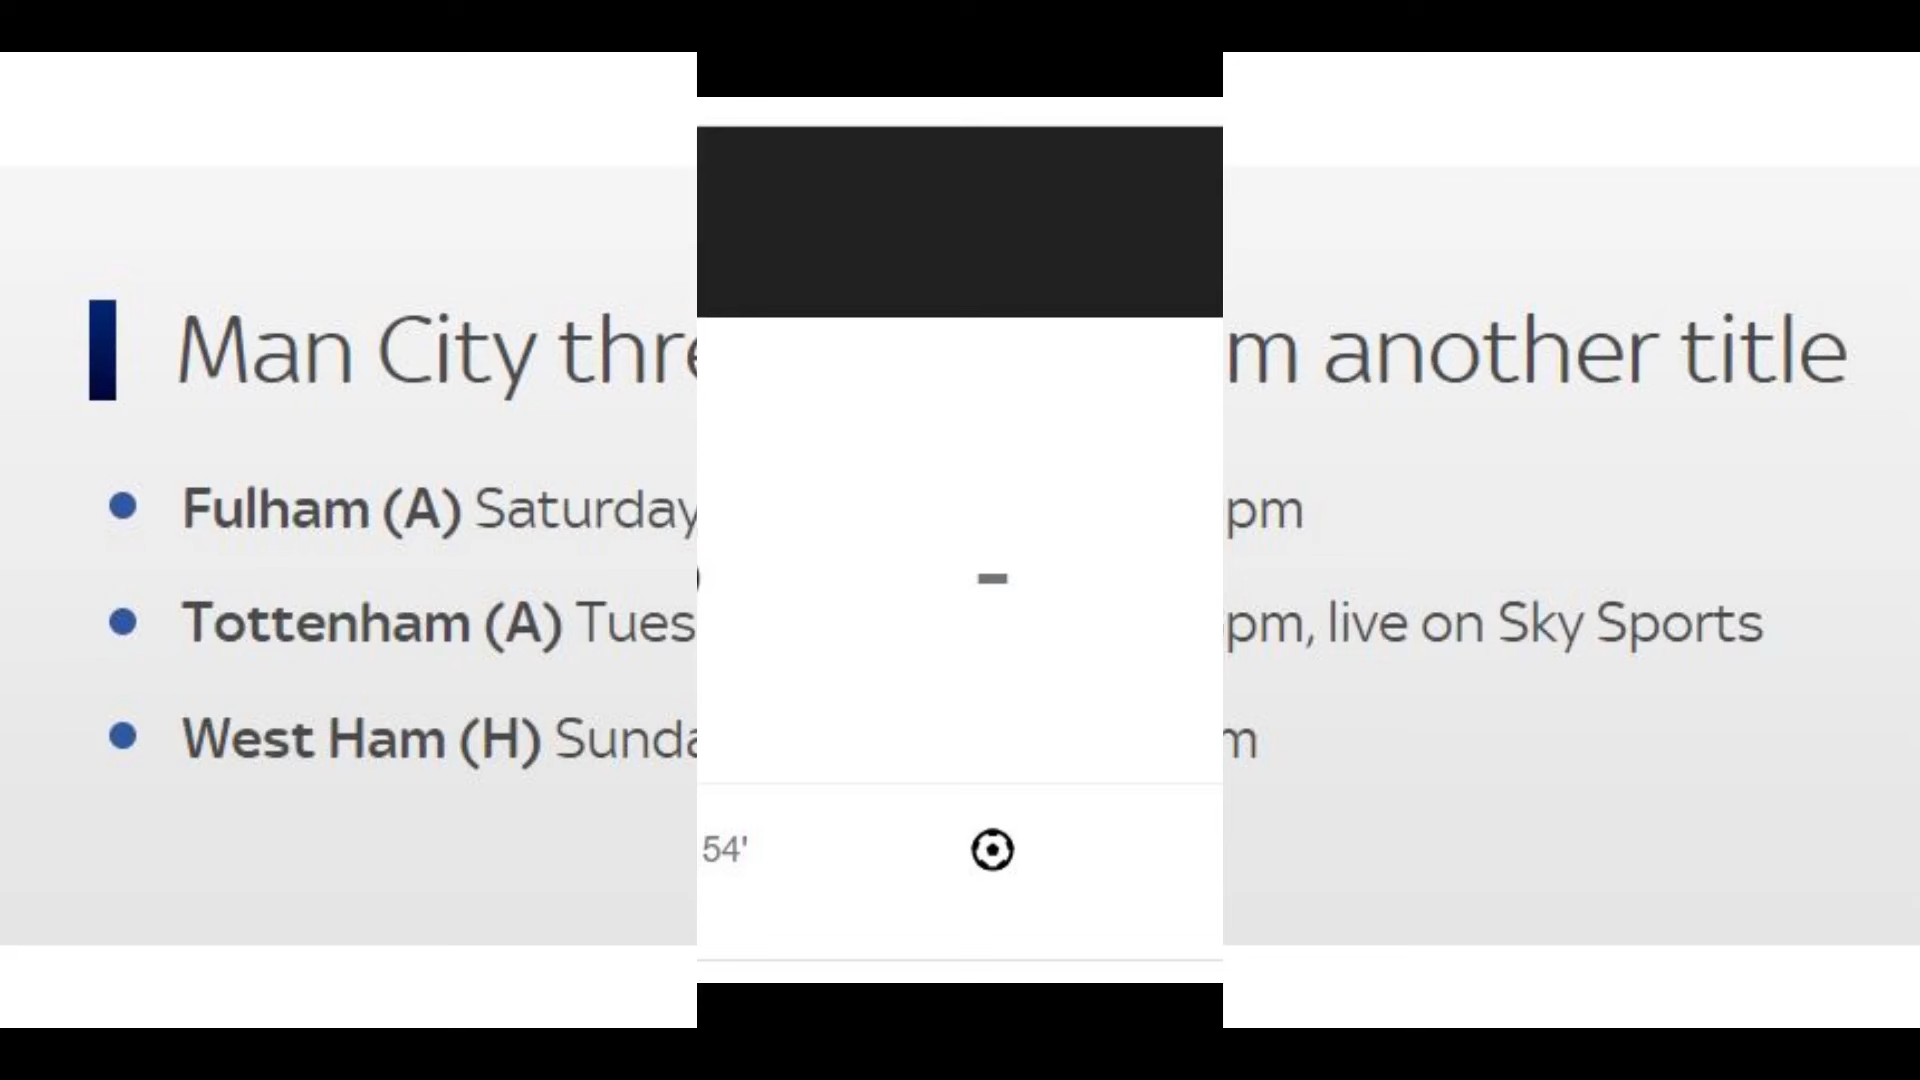 Man City thre m another title
Fulham (A) Saturday pm
-
Tottenham (A) Tues pm, live on Sky Sports
West Ham (H) Sunda m
54'